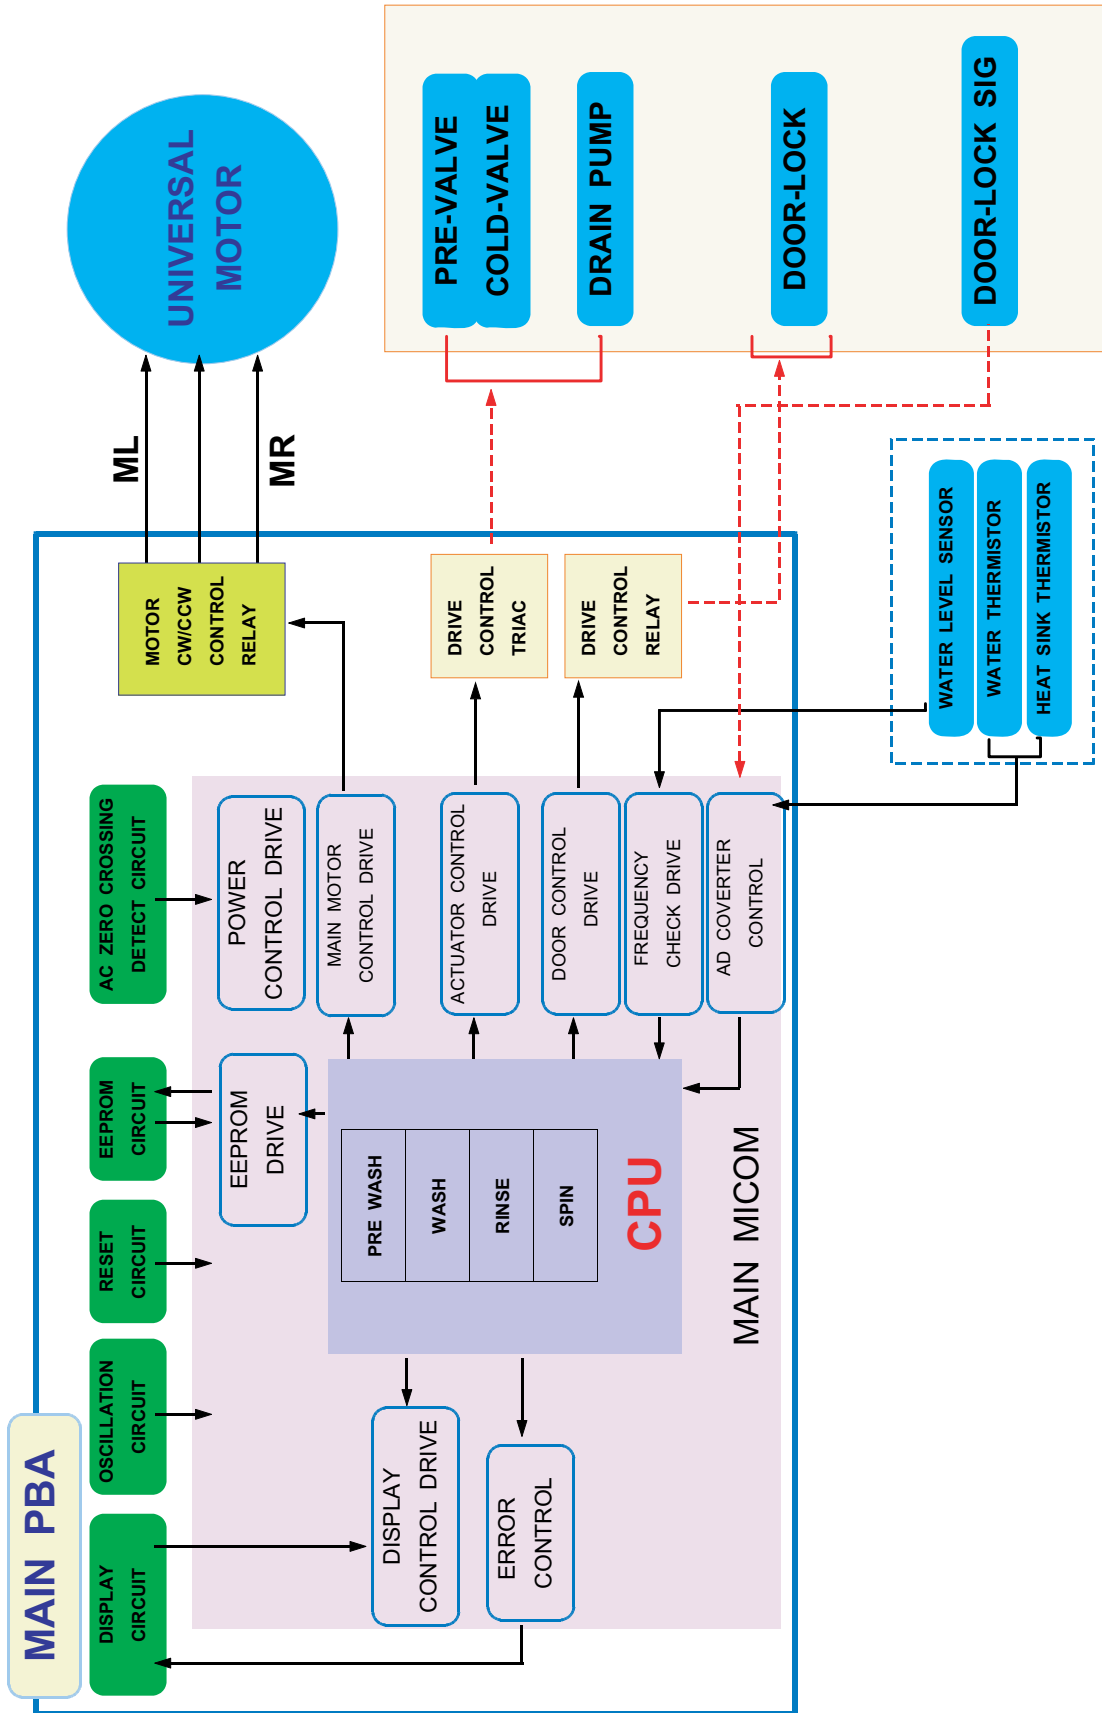 MAIN PBA
DISPLAY
CIRCUIT
OSCILLATION
CIRCUIT
RESET
CIRCUIT
EEPROM
CIRCUIT
AC ZERO CROSSING
DETECT CIRCUIT
MOTOR
CW/CCW
CONTROL
RELAY
ML
MR
UNIVERSAL
MOTOR
EEPROM
DRIVE
POWER
CONTROL DRIVE
MAIN MOTOR
CONTROL DRIVE
DISPLAY
CONTROL DRIVE
ERROR
CONTROL
PRE WASH
WASH
RINSE
SPIN
CPU
MAIN MICOM
ACTUATOR CONTROL
DRIVE
DOOR CONTROL
DRIVE
FREQUENCY
CHECK DRIVE
AD COVERTER
CONTROL
DRIVE
CONTROL
TRIAC
DRIVE
CONTROL
RELAY
PRE-VALVE
COLD-VALVE
DRAIN PUMP
DOOR-LOCK
DOOR-LOCK SIG
WATER LEVEL SENSOR
WATER THERMISTOR
HEAT SINK THERMISTOR